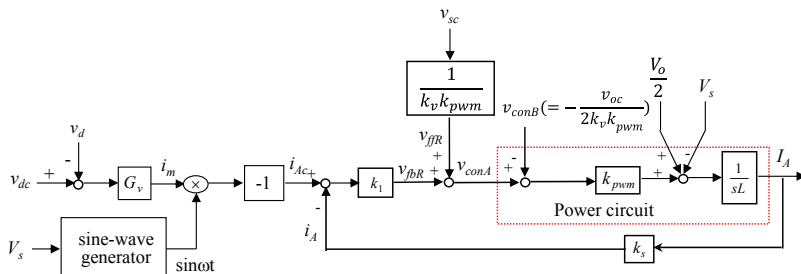 v_sc
1 / (k_v k_pwm)
v_conB (= − v_oc / (2k_v k_pwm))
V_o / 2
V_s
v_d
v_ffR
-
+
-
i_m
i_Ac
+
+
+
v_conA
-
+
+
+
-
I_A
v_dc
G_v
×
-1
k_1
v_fbR
k_pwm
1 / sL
-
Power circuit
V_s
sine-wave
generator
sinωt
i_A
k_s